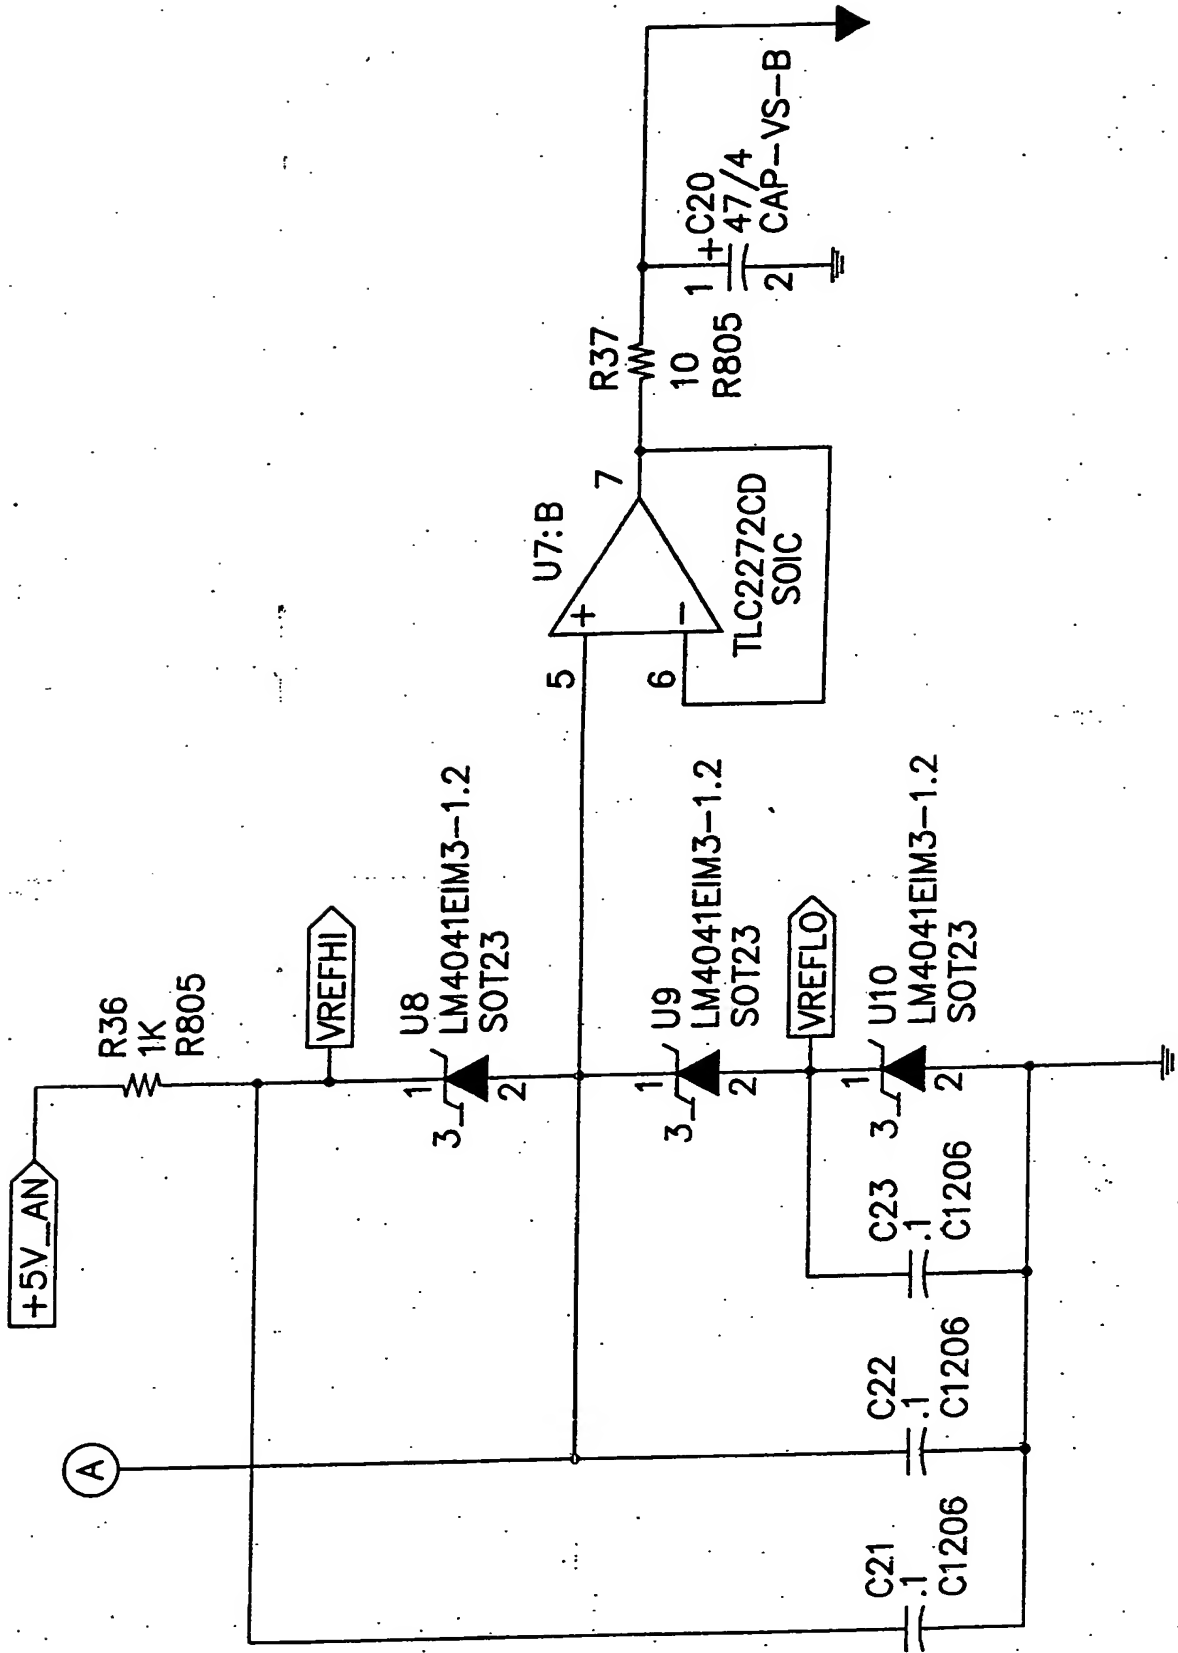 +5V_AN
R36
1K
R805
VREFHI
A
U8
LM4041EIM3-1.2
SOT23
1
2
3
U9
LM4041EIM3-1.2
SOT23
1
2
3
VREFLO
U10
LM4041EIM3-1.2
SOT23
1
2
3
C21
.1
C1206
C22
.1
C1206
C23
.1
C1206
U7:B
5
+
6
-
7
TLC2272CD
SOIC
R37
10
R805
1
+C20
47/4
CAP-VS-B
2